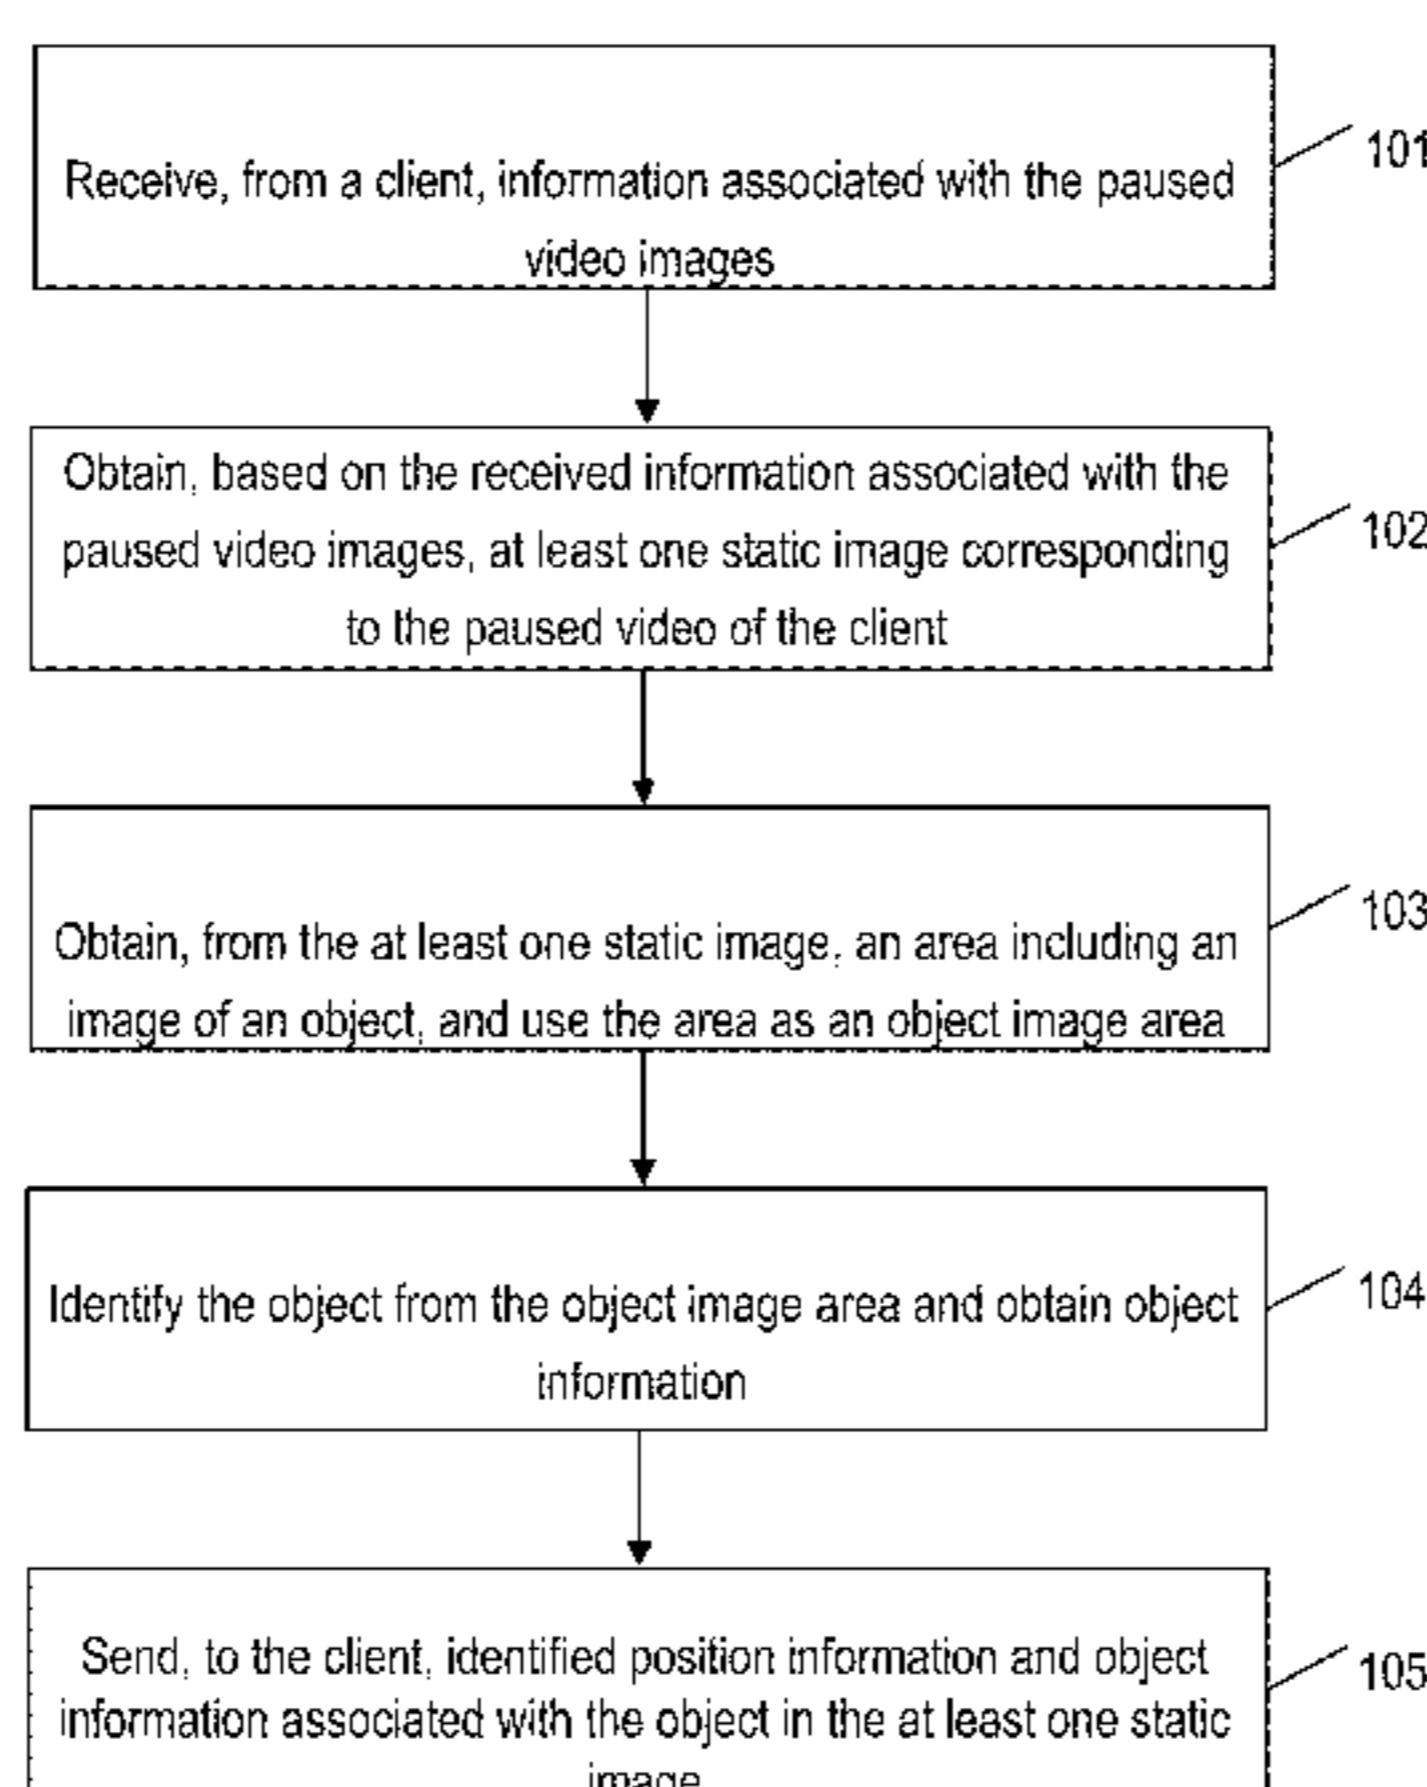 Receive, from a client, information associated with the paused
video images
101
Obtain, based on the received information associated with the
paused video images, at least one static image corresponding
to the paused video of the client
102
Obtain, from the at least one static image, an area including an
image of an object, and use the area as an object image area
103
Identify the object from the object image area and obtain object
information
104
Send, to the client, identified position information and object
information associated with the object in the at least one static
image
105